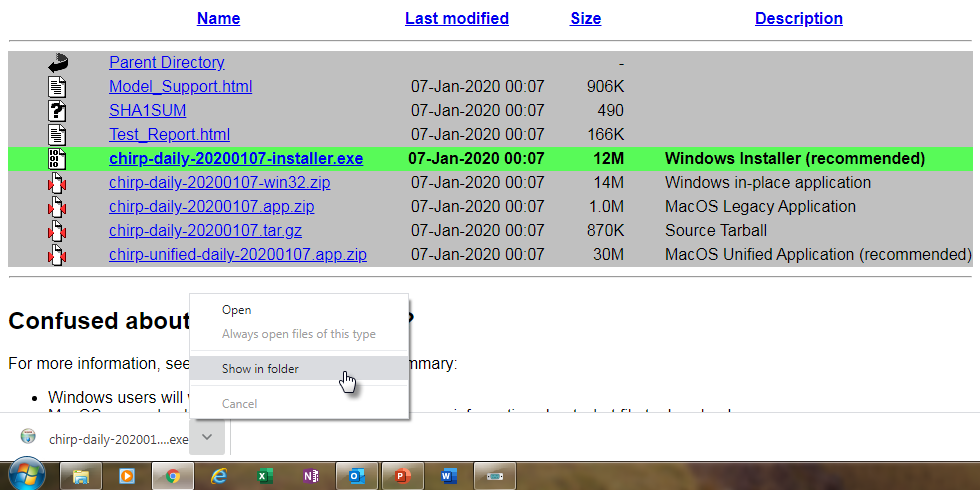 Name Last modified Size Description
Parent Directory -
Model_Support.html 07-Jan-2020 00:07 906K
SHA1SUM 07-Jan-2020 00:07 490
Test_Report.html 07-Jan-2020 00:07 166K
chirp-daily-20200107-installer.exe 07-Jan-2020 00:07 12M Windows Installer (recommended)
chirp-daily-20200107-win32.zip 07-Jan-2020 00:07 14M Windows in-place application
chirp-daily-20200107.app.zip 07-Jan-2020 00:07 1.0M MacOS Legacy Application
chirp-daily-20200107.tar.gz 07-Jan-2020 00:07 870K Source Tarball
chirp-unified-daily-20200107.app.zip 07-Jan-2020 00:07 30M MacOS Unified Application (recommended)
Confused about ?
For more information, see mmary:
Windows users will
Open
Always open files of this type
Show in folder
Cancel
chirp-daily-202001....exe